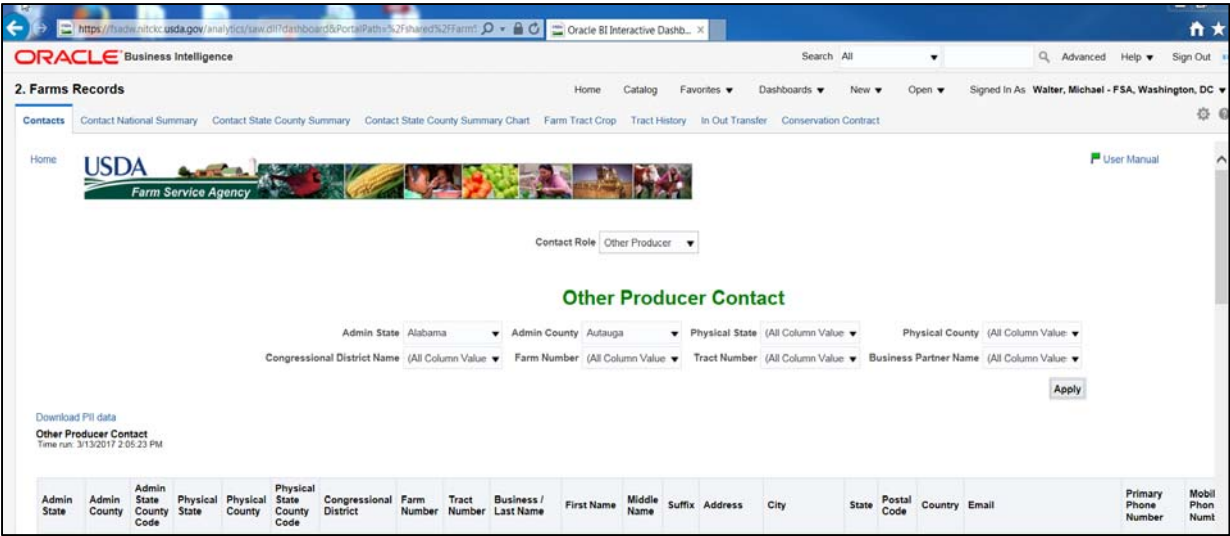 https://fsadw.nitckc.usda.gov/analytics/saw.dll?dashboard&PortalPath=%2Fshared%2FFarm! Oracle BI Interactive Dashb...
ORACLE Business Intelligence Search All Advanced Help Sign Out
2. Farms Records Home Catalog Favorites Dashboards New Open Signed In As Walter, Michael - FSA, Washington, DC
Contacts Contact National Summary Contact State County Summary Contact State County Summary Chart Farm Tract Crop Tract History In Out Transfer Conservation Contract
Home USDA User Manual
Farm Service Agency
Contact Role Other Producer
Other Producer Contact
Admin State Alabama Admin County Autauga Physical State (All Column Value Physical County (All Column Value
Congressional District Name (All Column Value Farm Number (All Column Value Tract Number (All Column Value Business Partner Name (All Column Value
Apply
Download PII data
Other Producer Contact
Time run: 3/13/2017 2:05:23 PM
Admin State Admin County Admin State County Code Physical State Physical County Physical State County Code Congressional District Farm Number Tract Number Business / Last Name First Name Middle Name Suffix Address City State Postal Code Country Email Primary Phone Number Mobil Phon Numb